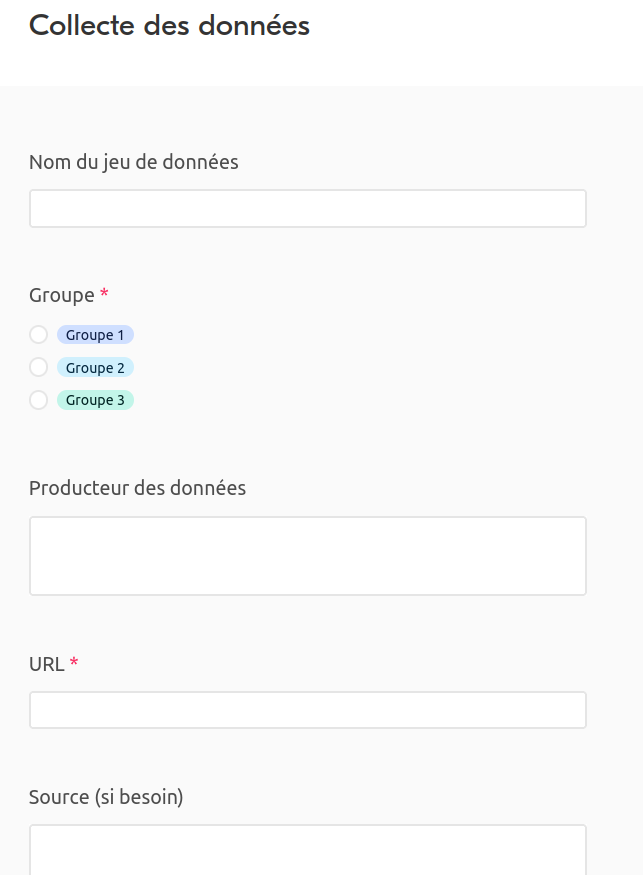 Collecte des données
Nom du jeu de données
Groupe *
Groupe 1
Groupe 2
Groupe 3
Producteur des données
URL *
Source (si besoin)